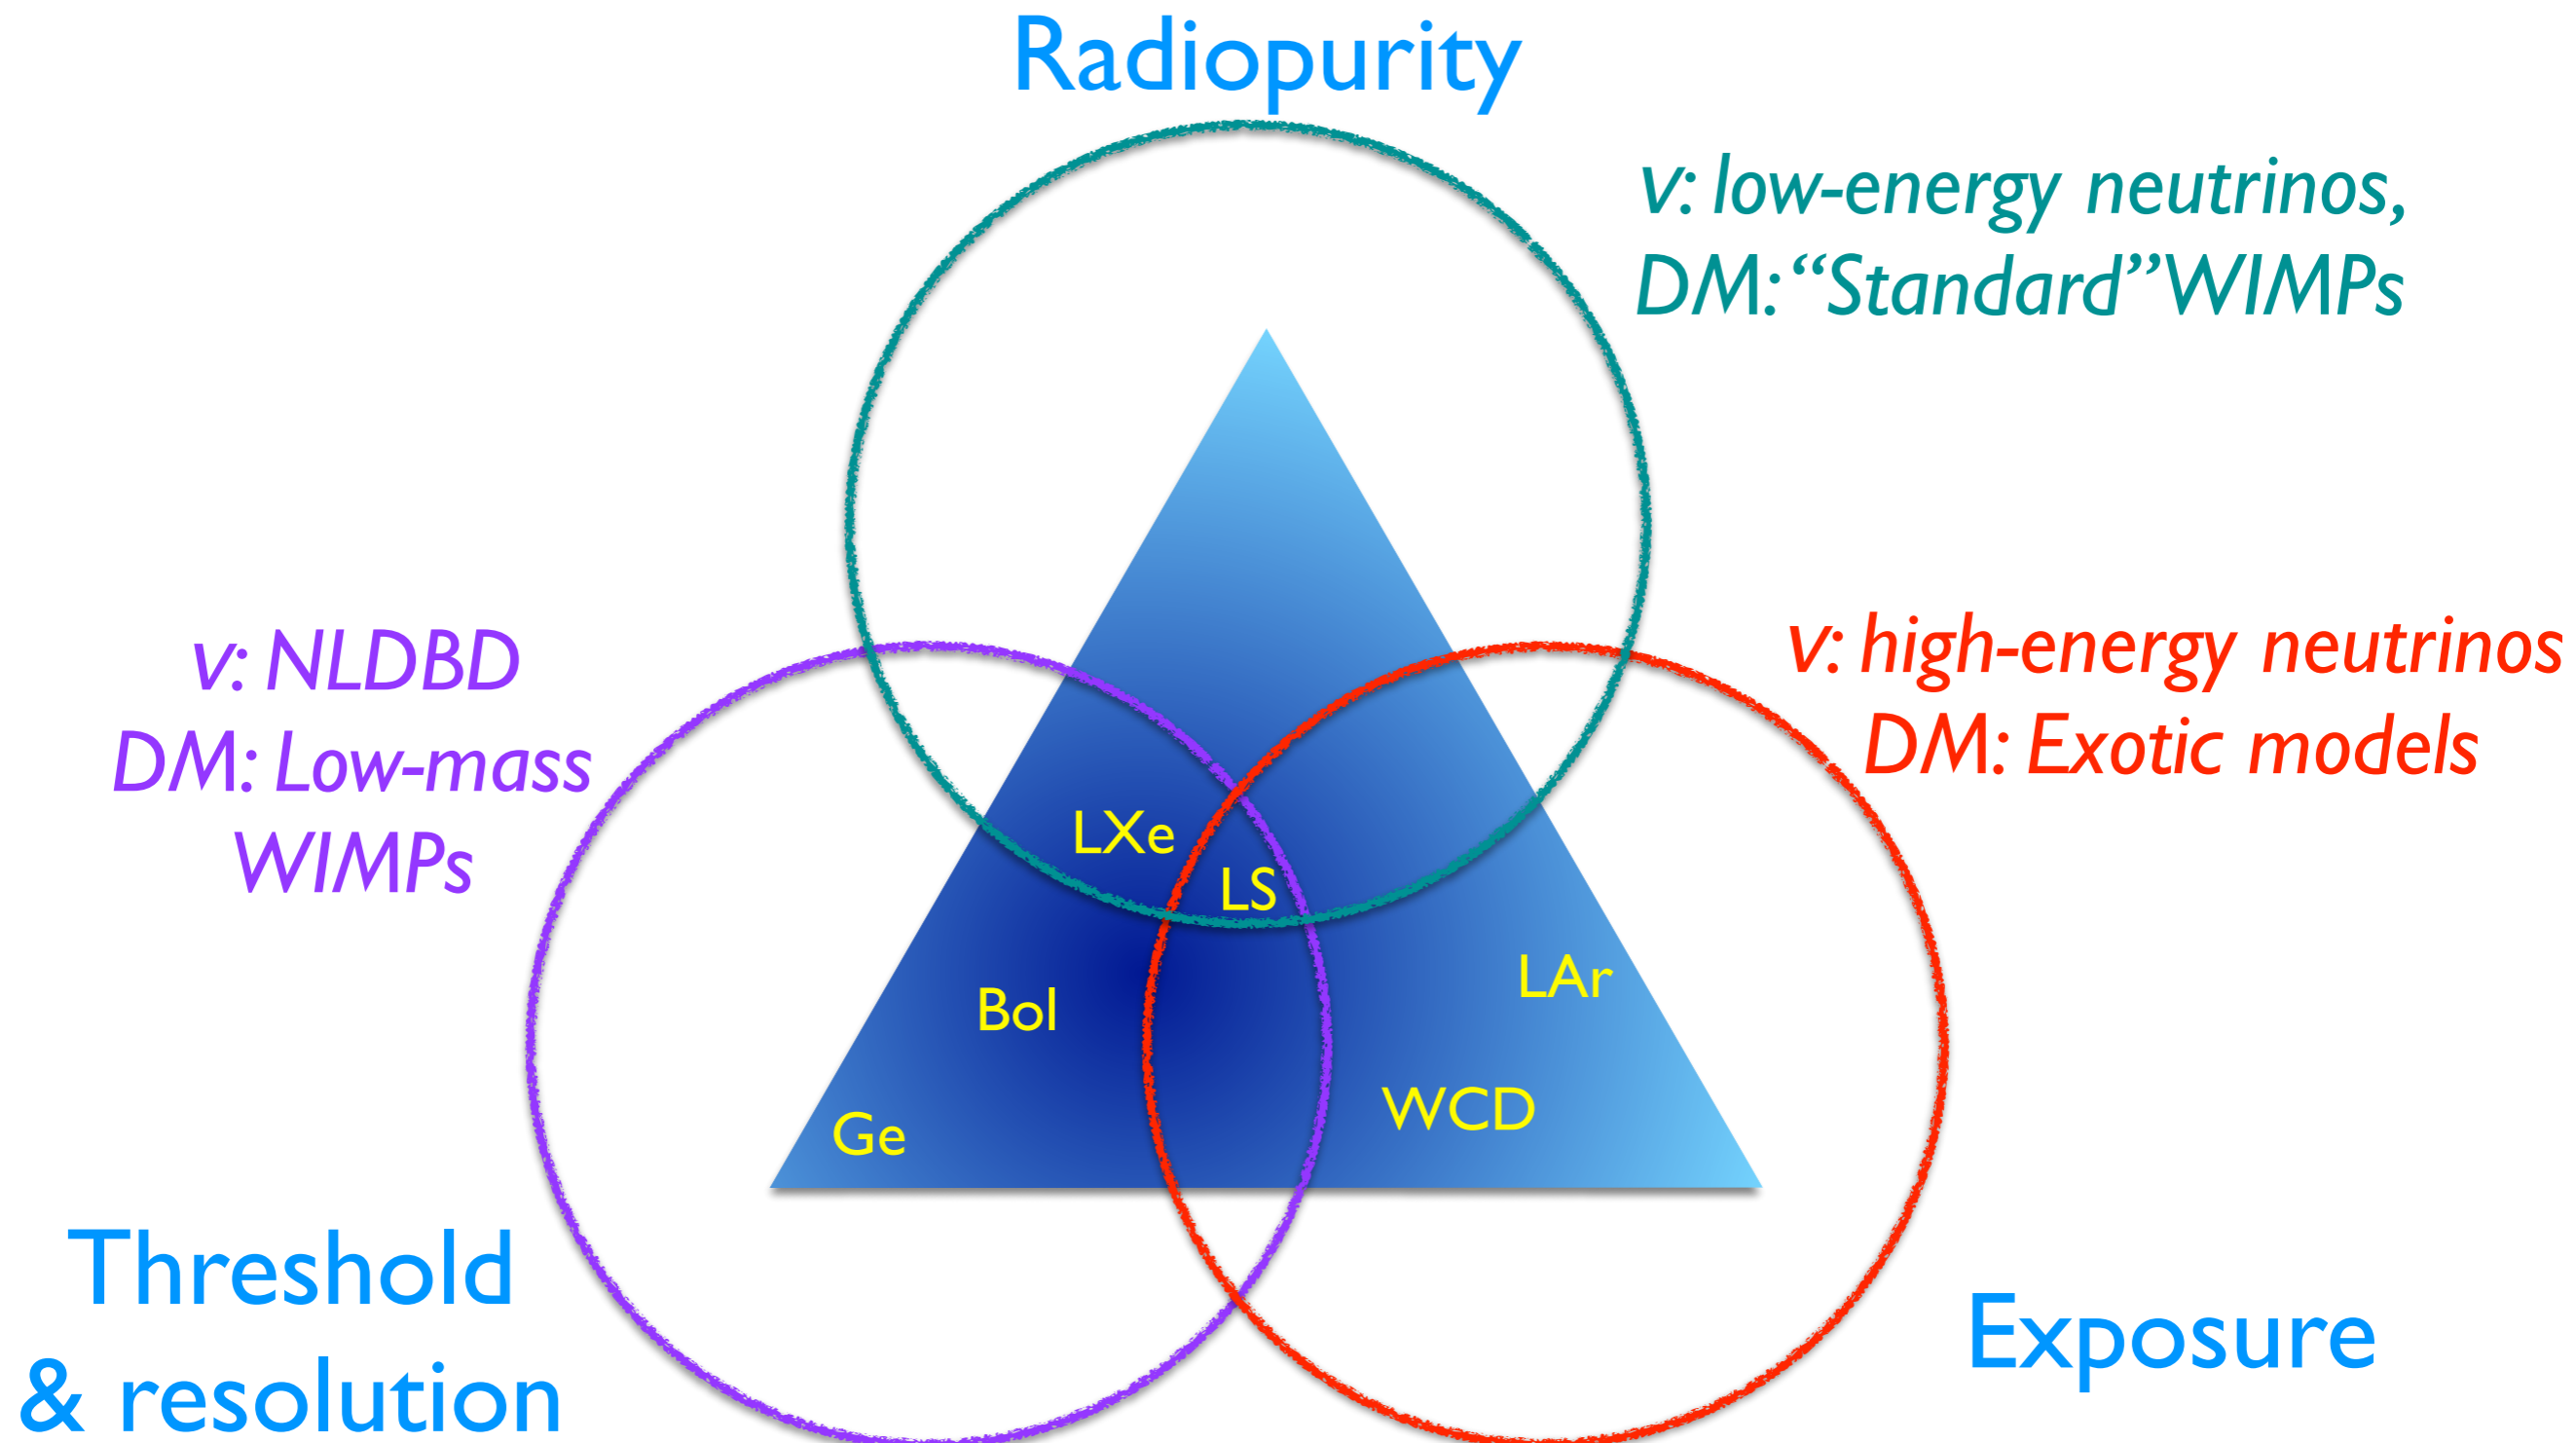 Radiopurity
ν: low-energy neutrinos,
DM: “Standard” WIMPs
ν: NLDBD
DM: Low-mass
WIMPs
ν: high-energy neutrinos
DM: Exotic models
LXe
LS
LAr
Bol
WCD
Ge
Threshold
& resolution
Exposure